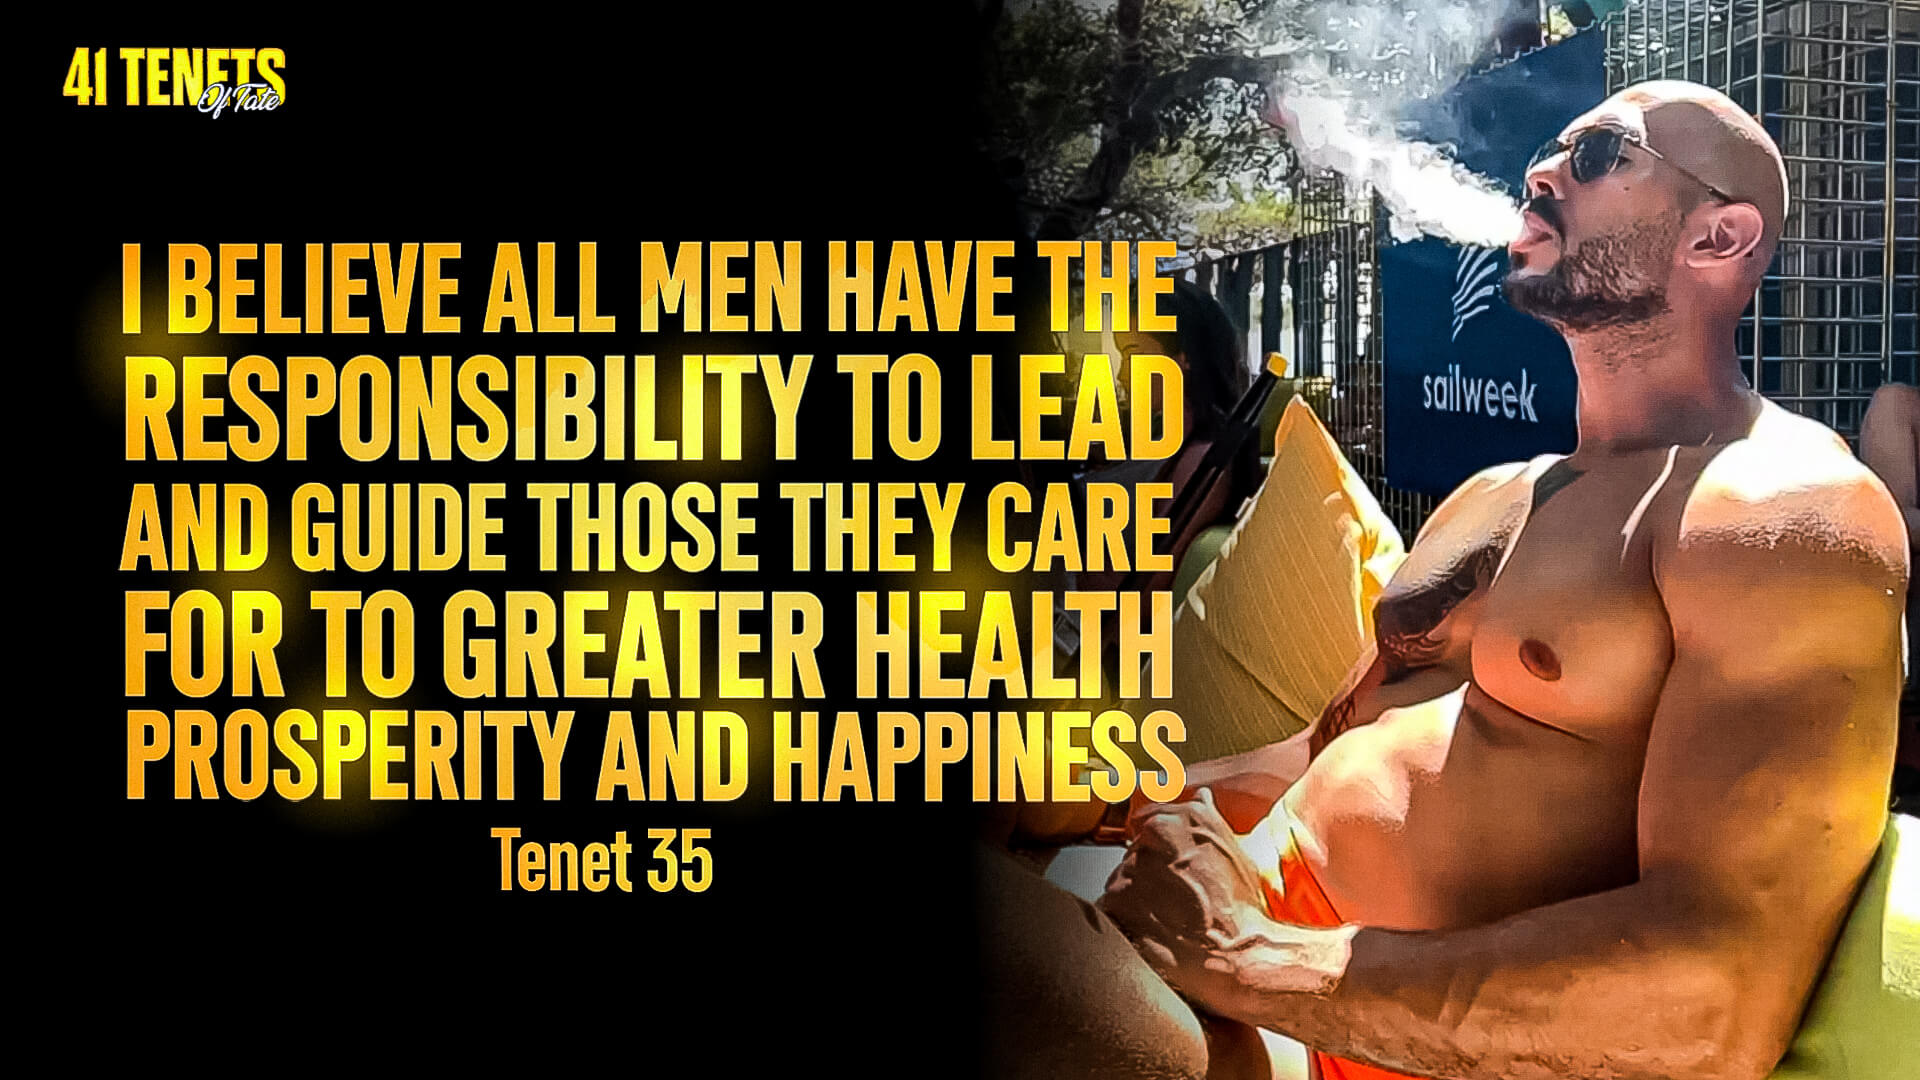 41 TENETS
Of Tate
I BELIEVE ALL MEN HAVE THE
RESPONSIBILITY TO LEAD
AND GUIDE THOSE THEY CARE
FOR TO GREATER HEALTH
PROSPERITY AND HAPPINESS
Tenet 35
sailweek